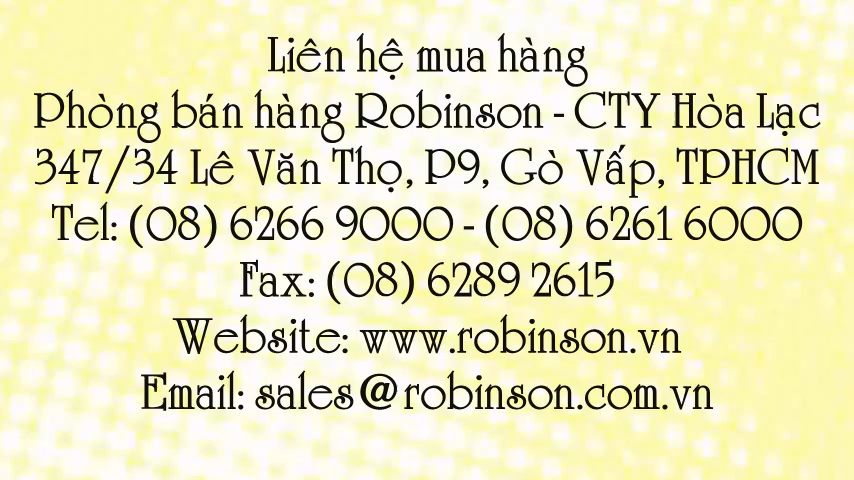 Liên hệ mua hàng
Phòng bán hàng Robinson - CTY Hòa Lạc
347/34 Lê Văn Thọ, P9, Gò Vấp, TPHCM
Tel: (08) 6266 9000 - (08) 6261 6000
Fax: (08) 6289 2615
Website: www.robinson.vn
Email: sales@robinson.com.vn